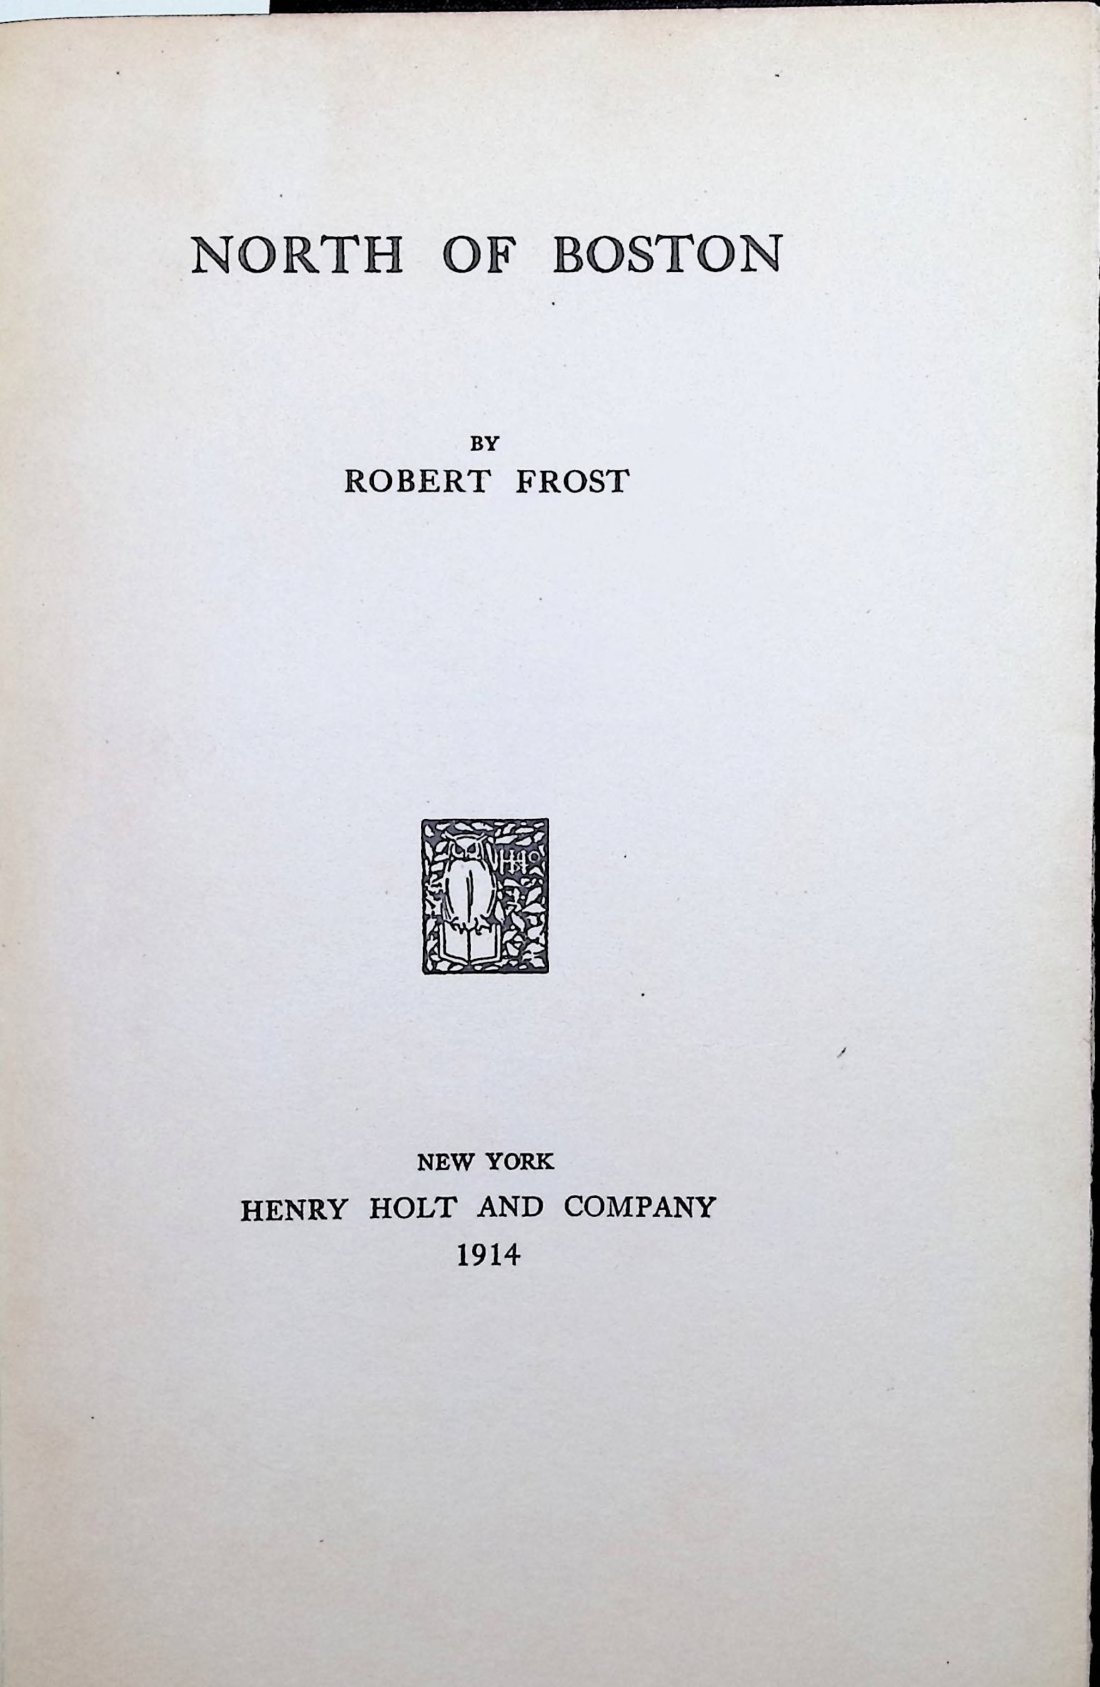 NORTH OF BOSTON
BY
ROBERT FROST
NEW YORK
HENRY HOLT AND COMPANY
1914